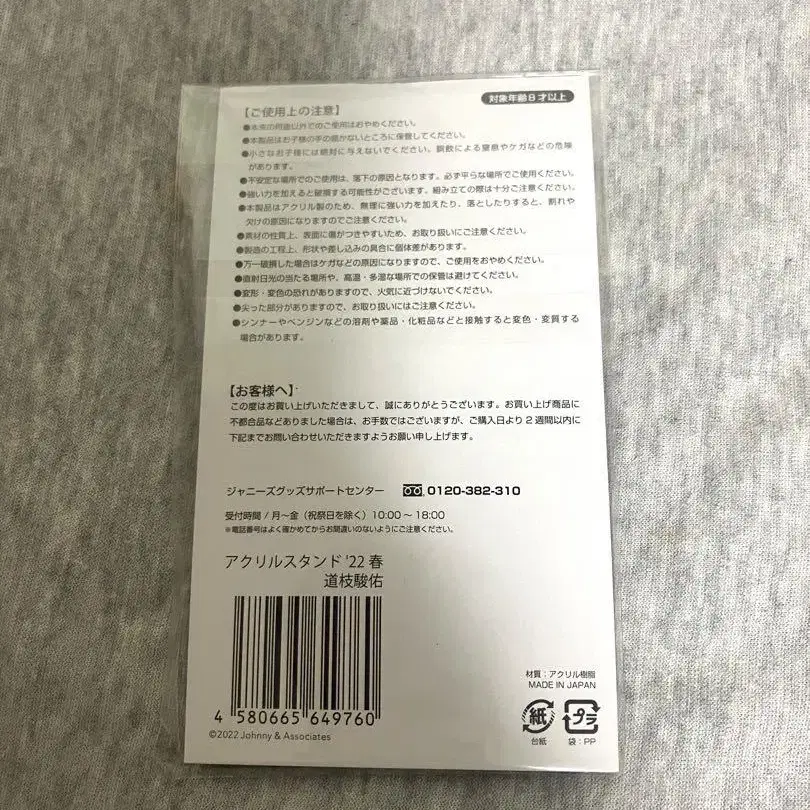 対象年齢8才以上
【ご使用上の注意】
●本来の用途以外でのご使用はおやめください。
●本製品はお子様の手の届かないところに保管してください。
●小さなお子様には絶対に与えないでください。誤飲による窒息やケガなどの危険
があります。
●不安定な場所でのご使用は、落下の原因となります。必ず平らな場所でご使用ください。
●強い力を加えると破損する可能性がございます。組み立ての際は十分ご注意ください。
●本製品はアクリル製のため、無理に強い力を加えたり、落としたりすると、割れや
欠けの原因になりますのでご注意ください。
●素材の性質上、表面に傷がつきやすいため、お取り扱いにご注意ください。
●製造の工程上、形状や差し込みの具合に個体差があります。
●万一破損した場合はケガなどの原因になりますので、ご使用をおやめください。
●直射日光の当たる場所や、高温・多湿な場所での保管は避けてください。
●変形・変色の恐れがありますので、火気に近づけないでください。
●尖った部分がありますので、お取り扱いにはご注意ください。
●シンナーやベンジンなどの溶剤や薬品・化粧品などと接触すると変色・変質する
場合があります。
【お客様へ】
この度はお買い上げいただきまして、誠にありがとうございます。お買い上げ商品に
不都合品などありました場合は、お手数ではございますが、ご購入日より2週間以内に
下記までお問い合わせいただきますようお願い申し上げます。
ジャニーズグッズサポートセンター 0120-382-310
受付時間/月〜金(祝祭日を除く)10:00〜18:00
※電話番号はよく確かめてからお間違いのないようにご注意ください。
アクリルスタンド '22 春
道枝駿佑
4 580665 649760
©2022 Johnny & Associates
材質:アクリル樹脂
MADE IN JAPAN
紙 プラ
台紙 袋:PP